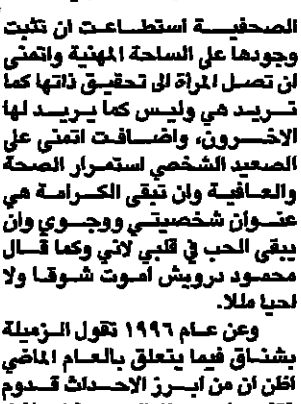 الصحفية استطاعت ان تثبت
وجودها على الساحة المهنية واتمنى
ان تصل المرأة الى تحقيق ذاتها كما
تريد هي وليس كما يريد لها
الاخرون، واضافت اتمنى على
الصعيد الشخصي استمرار الصحة
والعافية وان تبقى الكرامة هي
عنوان شخصيتي ووجوي وان
يبقى الحب في قلبي لاني وكما قال
محمود درويش اموت شوقا ولا
احيا مللا.
وعن عام ١٩٩٦ تقول الزميلة
بشناق فيما يتعلق بالعام الماضي
اظن ان من ابرز الاحداث قدوم